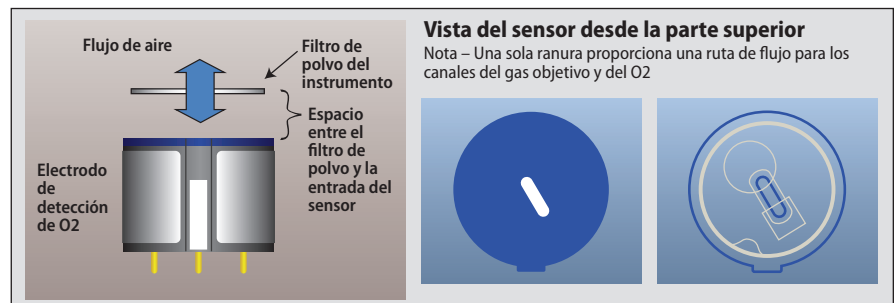 Flujo de aire
Filtro de
polvo del
instrumento
Espacio
entre el
filtro de
polvo y la
entrada del
sensor
Electrodo
de
detección
de O2
Vista del sensor desde la parte superior
Nota – Una sola ranura proporciona una ruta de flujo para los
canales del gas objetivo y del O2